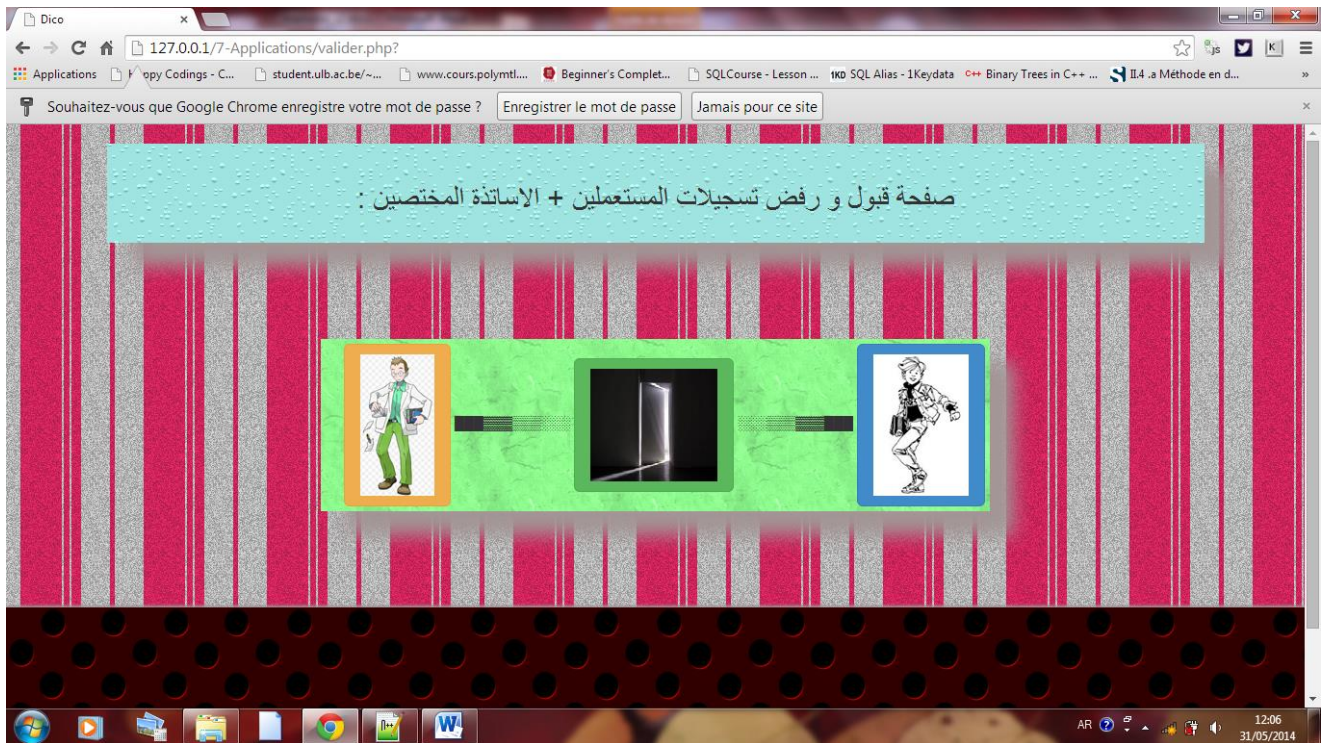 Dico
127.0.0.1/7-Applications/valider.php?
Applications
student.ulb.ac.be/~...
www.cours.polymtl....
Beginner's Complet...
SQLCourse - Lesson ...
1KD SQL Alias - 1Keydata
C++ Binary Trees in C++ ...
II.4 .a Méthode en d...
Souhaitez-vous que Google Chrome enregistre votre mot de passe ? Enregistrer le mot de passe Jamais pour ce site
صفحة قبول و رفض تسجيلات المستعملين + الاساتذة المختصين :
AR
12:06
31/05/2014